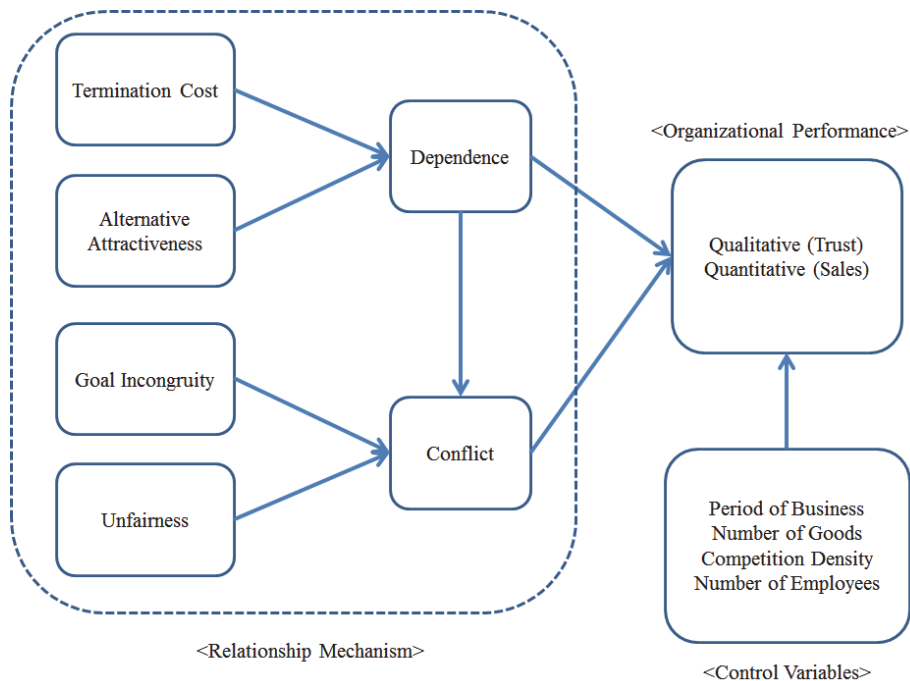 Termination Cost
Alternative
Attractiveness
Goal Incongruity
Unfairness
Dependence
Conflict
<Relationship Mechanism>
<Organizational Performance>
Qualitative (Trust)
Quantitative (Sales)
Period of Business
Number of Goods
Competition Density
Number of Employees
<Control Variables>